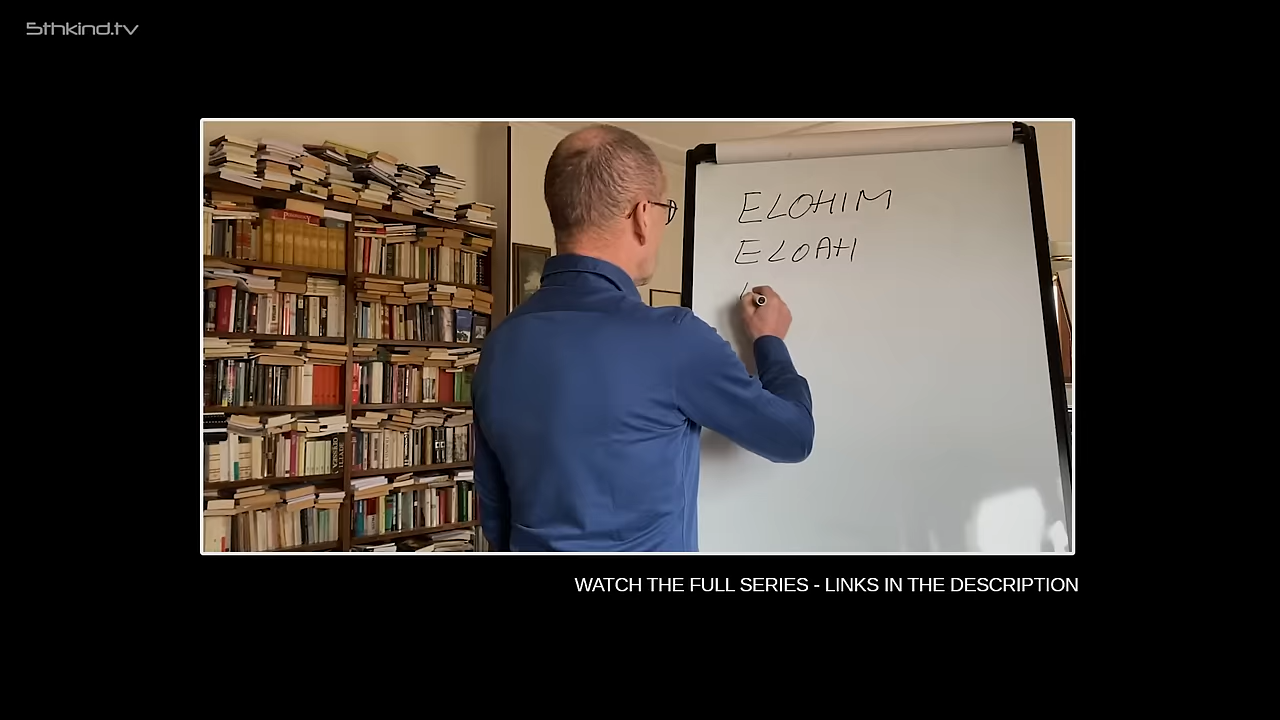 5thkind.tv
ELOHIM
ELOAH
WATCH THE FULL SERIES - LINKS IN THE DESCRIPTION